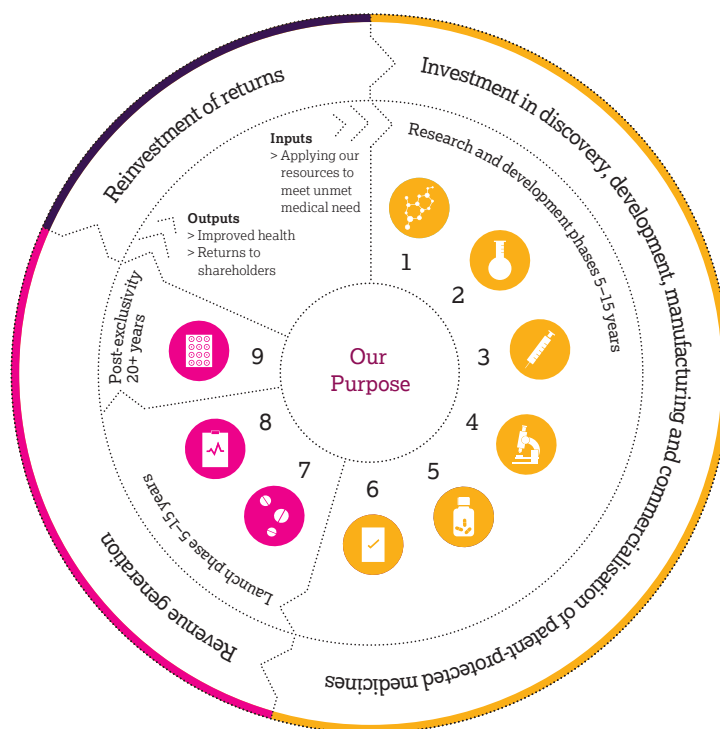 Reinvestment of returns
Investment in discovery, development, manufacturing and commercialisation of patent-protected medicines
Inputs
> Applying our
resources to
meet unmet
medical need
Research and development phases 5–15 years
Outputs
> Improved health
> Returns to
shareholders
1
2
3
4
5
6
7
8
9
Our
Purpose
Post-exclusivity
20+ years
Launch phase 5–15 years
Revenue generation